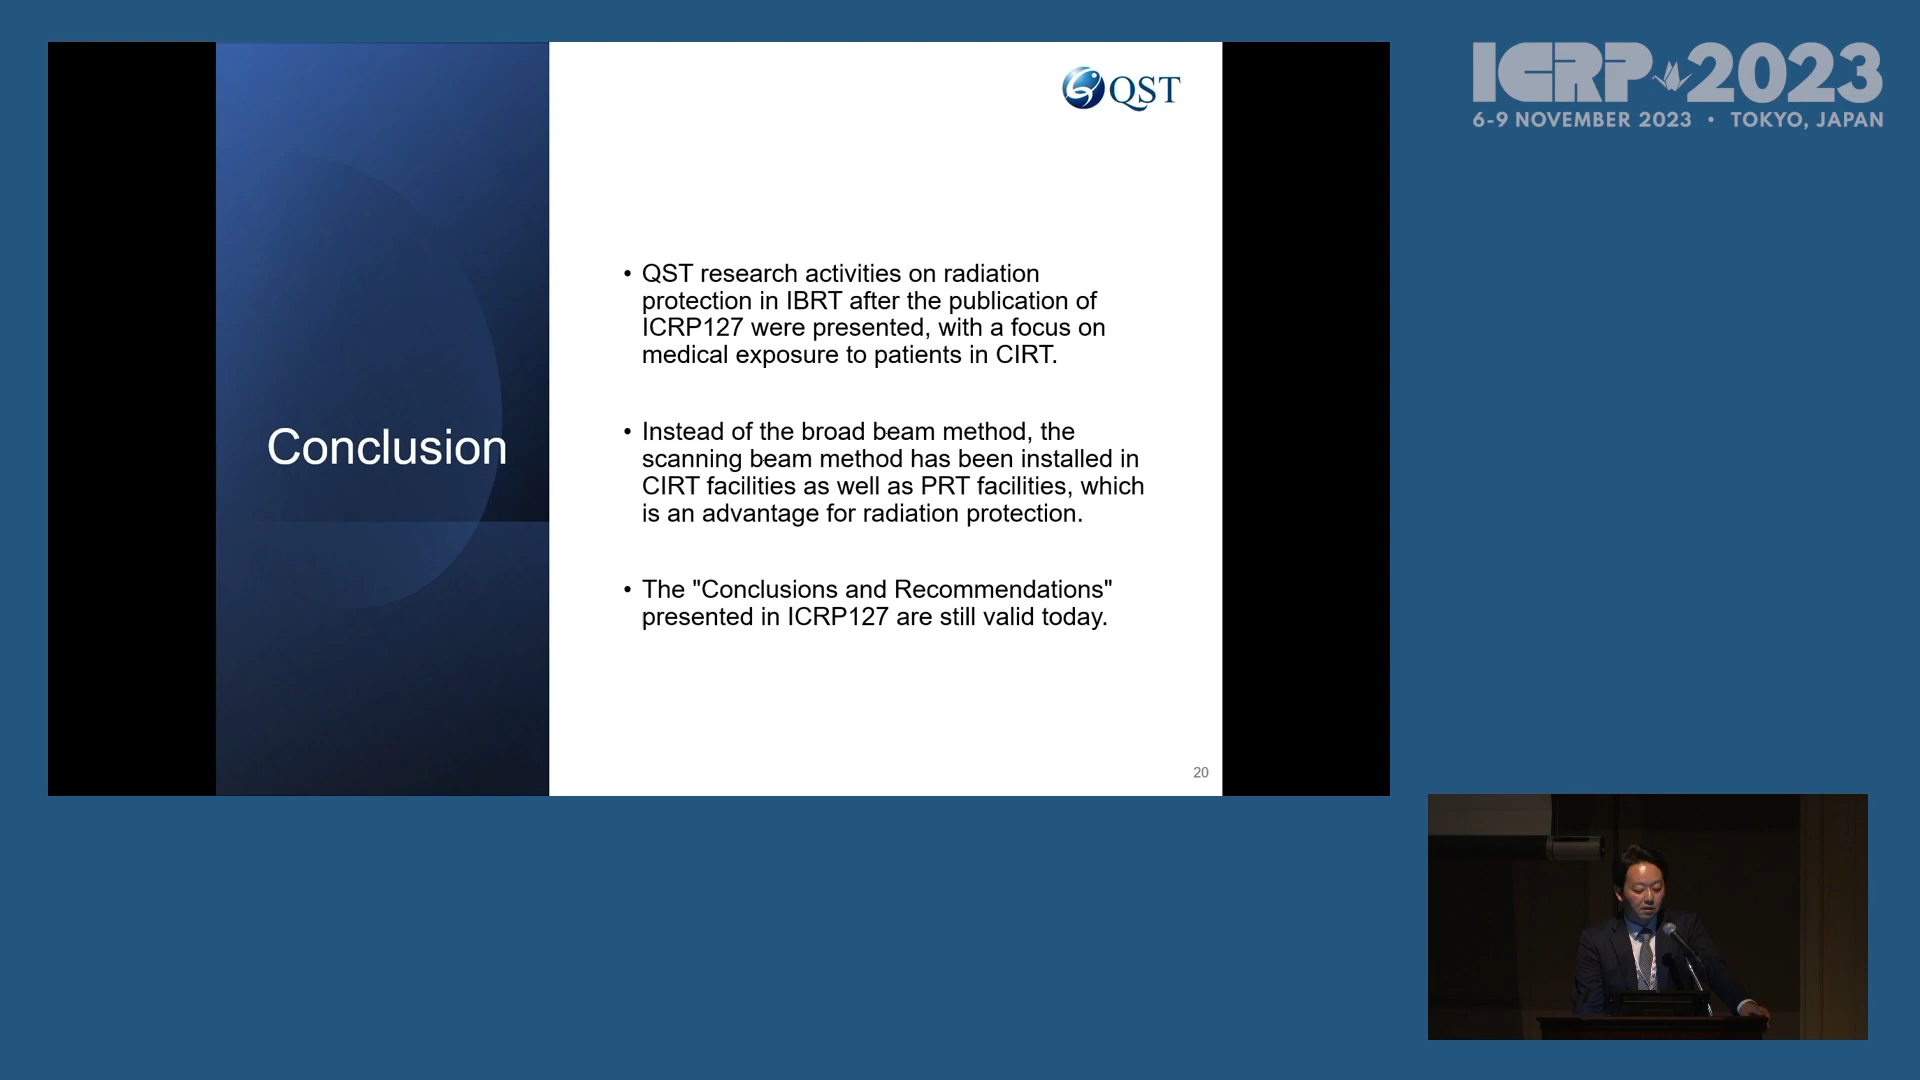 QST
ICRP 2023
6-9 NOVEMBER 2023 • TOKYO, JAPAN
Conclusion
• QST research activities on radiation
protection in IBRT after the publication of
ICRP127 were presented, with a focus on
medical exposure to patients in CIRT.
• Instead of the broad beam method, the
scanning beam method has been installed in
CIRT facilities as well as PRT facilities, which
is an advantage for radiation protection.
• The "Conclusions and Recommendations"
presented in ICRP127 are still valid today.
20